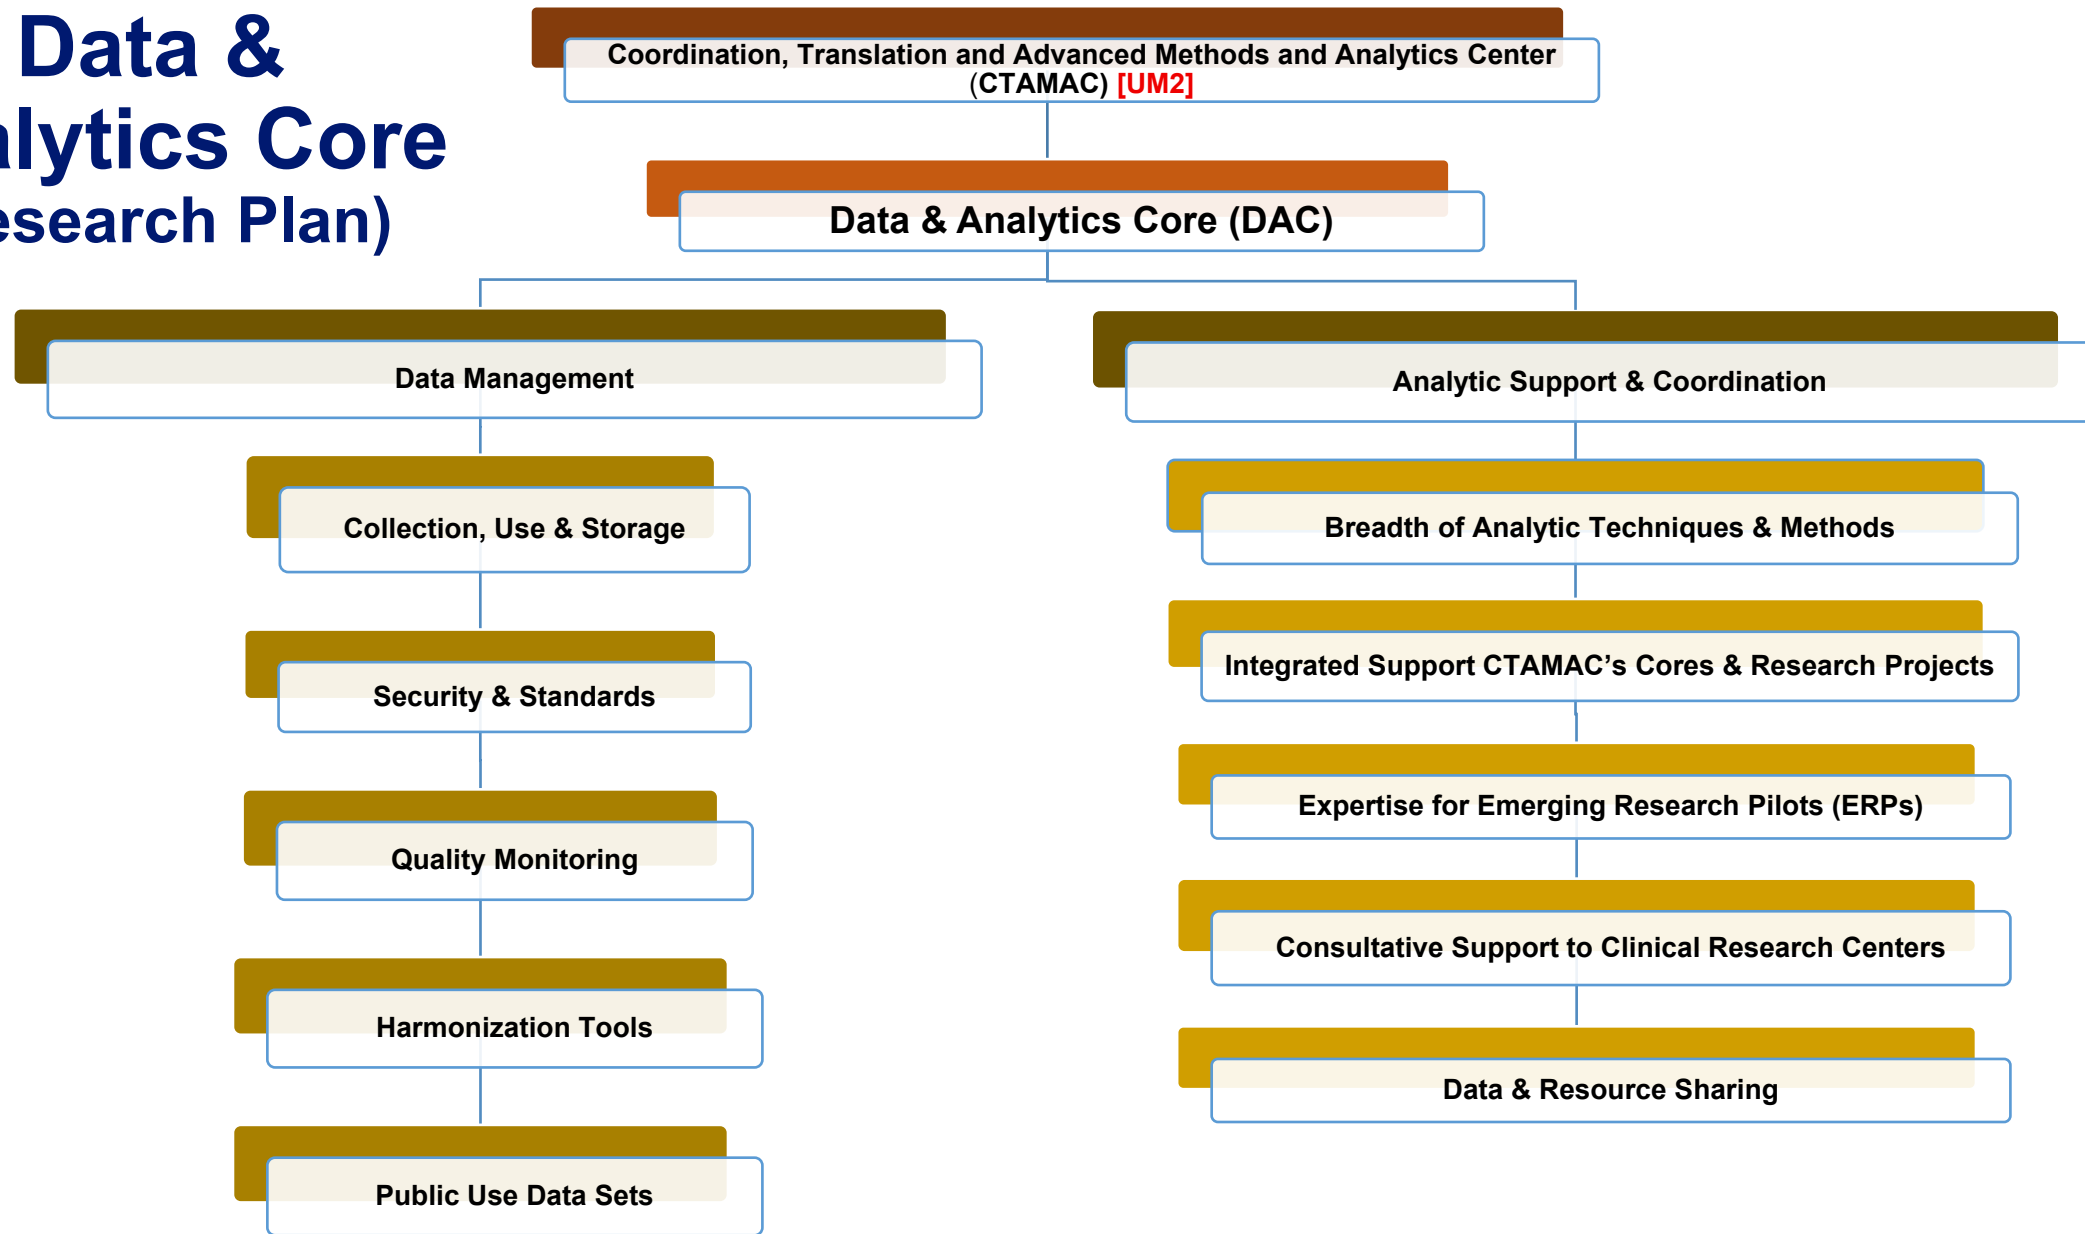 Data &
alytics Core
esearch Plan)
Coordination, Translation and Advanced Methods and Analytics Center
(CTAMAC) [UM2]
Data & Analytics Core (DAC)
Data Management
Collection, Use & Storage
Security & Standards
Quality Monitoring
Harmonization Tools
Public Use Data Sets
Analytic Support & Coordination
Breadth of Analytic Techniques & Methods
Integrated Support CTAMAC’s Cores & Research Projects
Expertise for Emerging Research Pilots (ERPs)
Consultative Support to Clinical Research Centers
Data & Resource Sharing